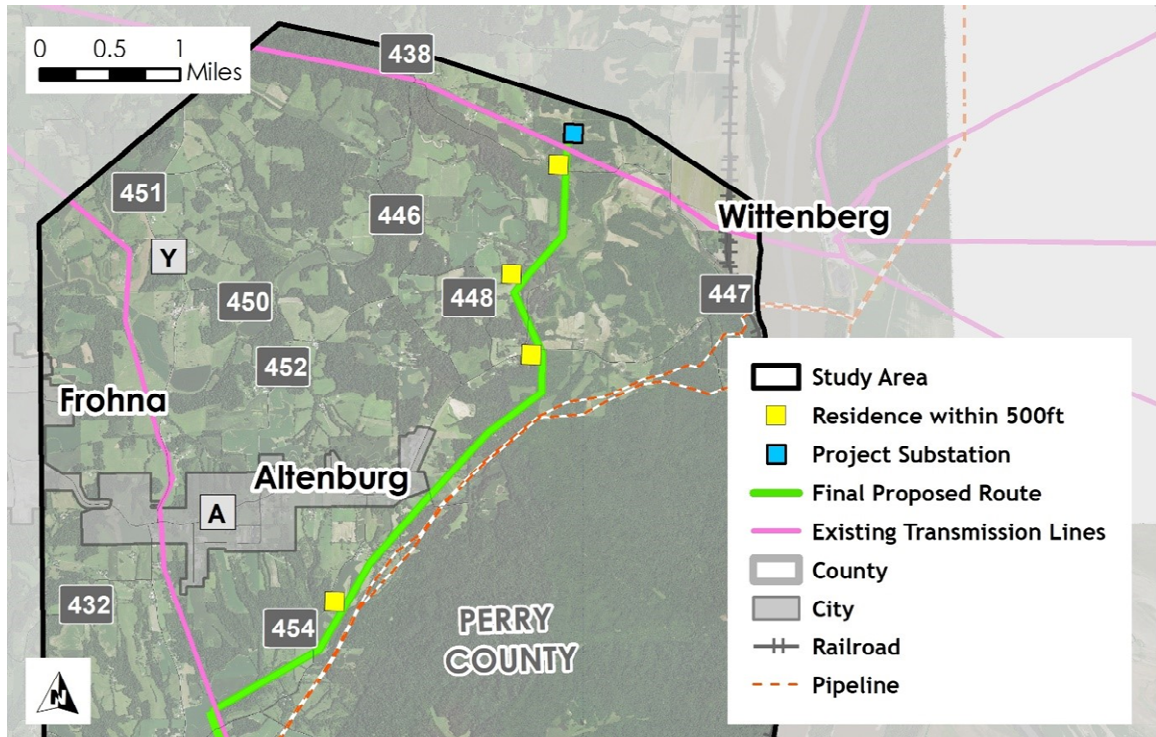 0 0.5 1
Miles
438
451
446
Wittenberg
Y
450
448
447
452
Frohna
Altenburg
A
432
454
PERRY
COUNTY
N
Study Area
Residence within 500ft
Project Substation
Final Proposed Route
Existing Transmission Lines
County
City
Railroad
Pipeline